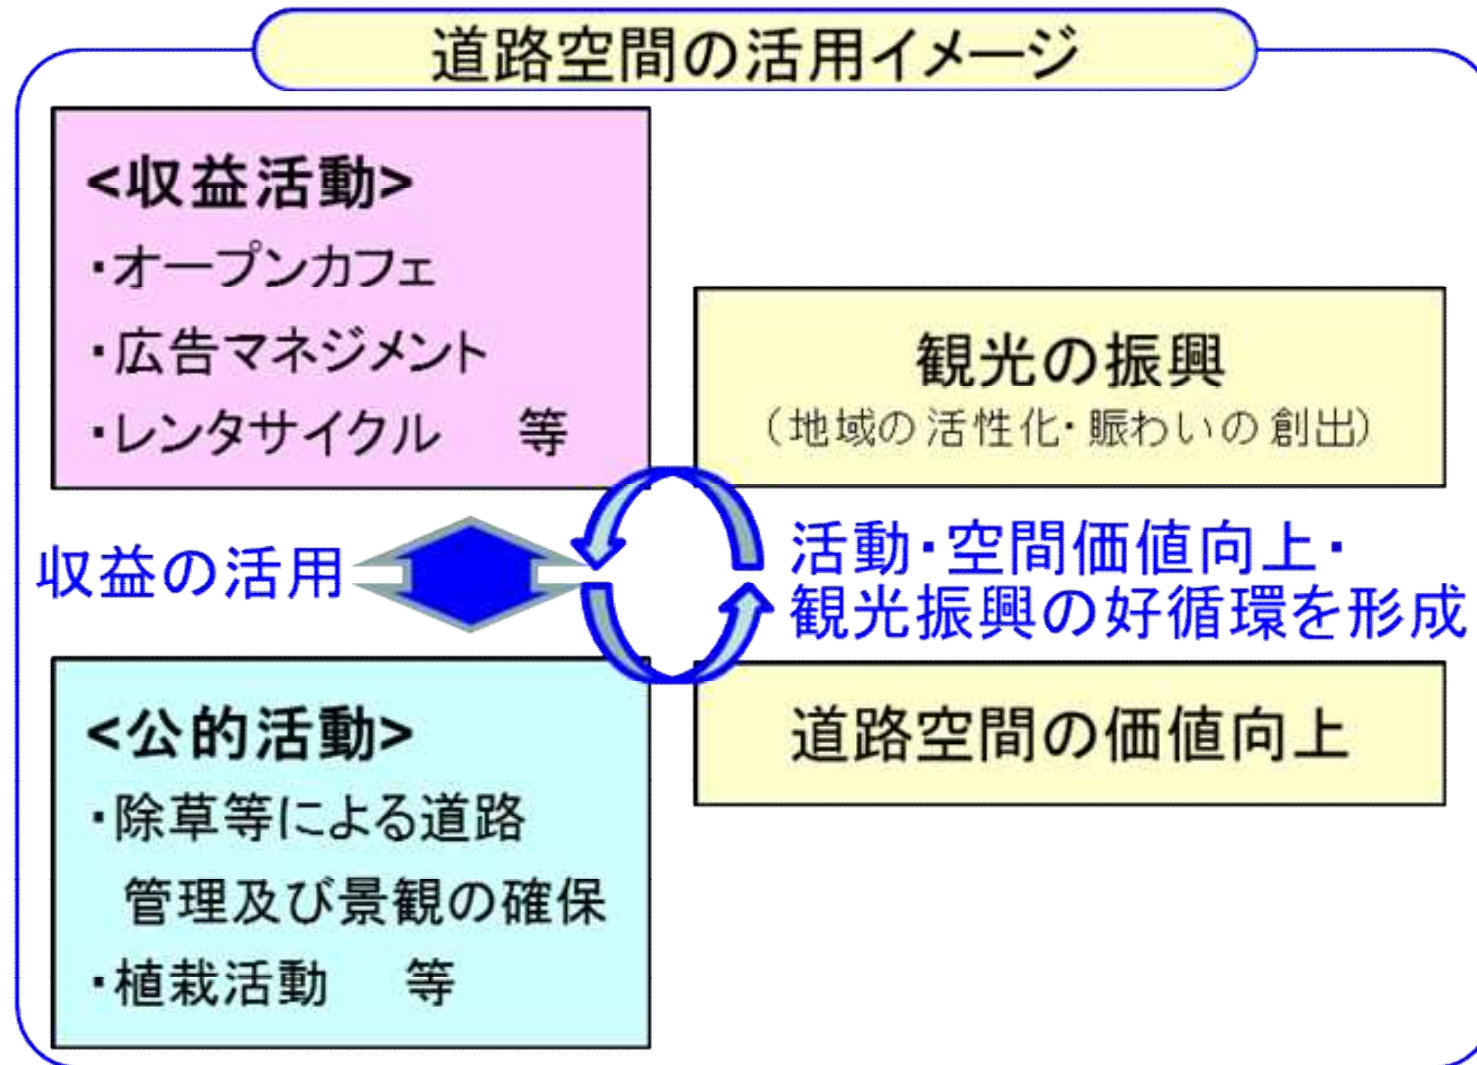 道路空間の活用イメージ
<収益活動>
・オープンカフェ
・広告マネジメント
・レンタサイクル　等
観光の振興
（地域の活性化・賑わいの創出）
収益の活用
活動・空間価値向上・
観光振興の好循環を形成
<公的活動>
・除草等による道路
管理及び景観の確保
・植栽活動　等
道路空間の価値向上